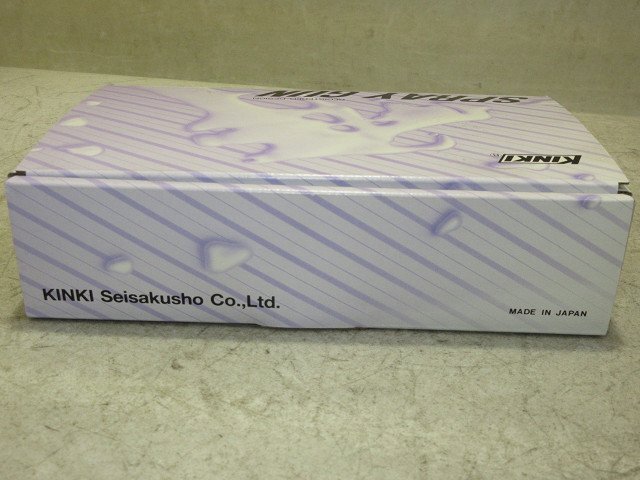 SPRAY GUN
KINKI
KINKI Seisakusho Co.,Ltd.
MADE IN JAPAN